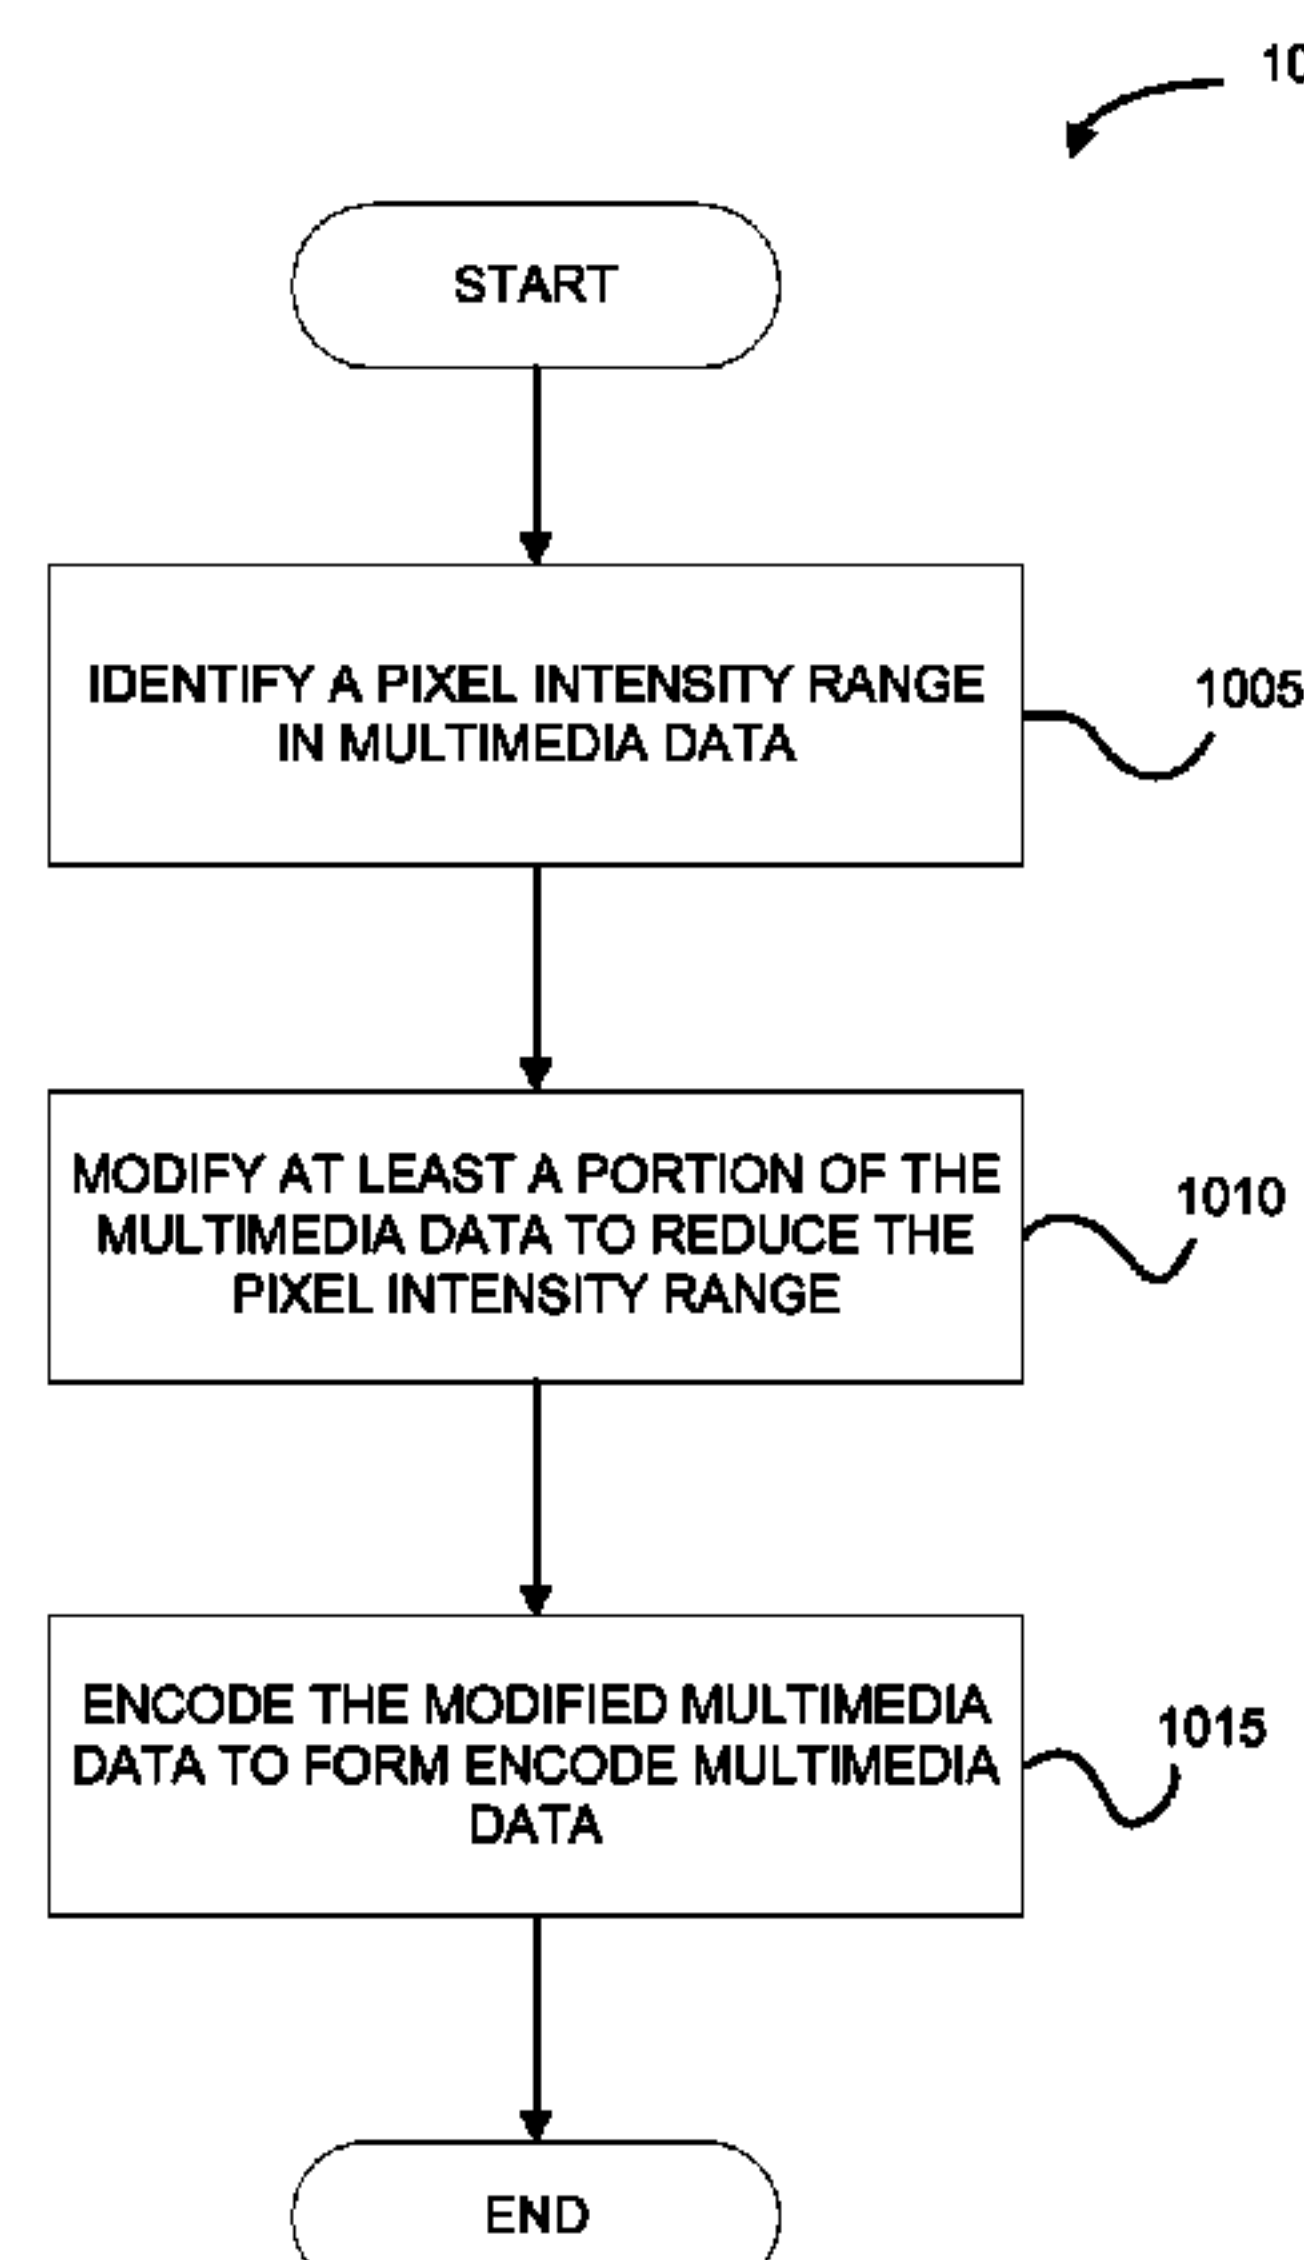 START
IDENTIFY A PIXEL INTENSITY RANGE
IN MULTIMEDIA DATA
1005
MODIFY AT LEAST A PORTION OF THE
MULTIMEDIA DATA TO REDUCE THE
PIXEL INTENSITY RANGE
1010
ENCODE THE MODIFIED MULTIMEDIA
DATA TO FORM ENCODE MULTIMEDIA
DATA
1015
END